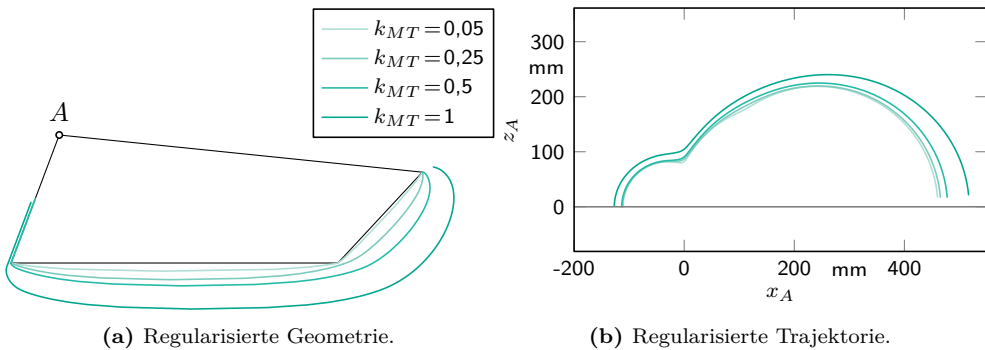 k_MT = 0,05
k_MT = 0,25
k_MT = 0,5
k_MT = 1
A
(a) Regularisierte Geometrie.
300
mm
200
z_A
100
0
-200 0 200 mm 400
x_A
(b) Regularisierte Trajektorie.